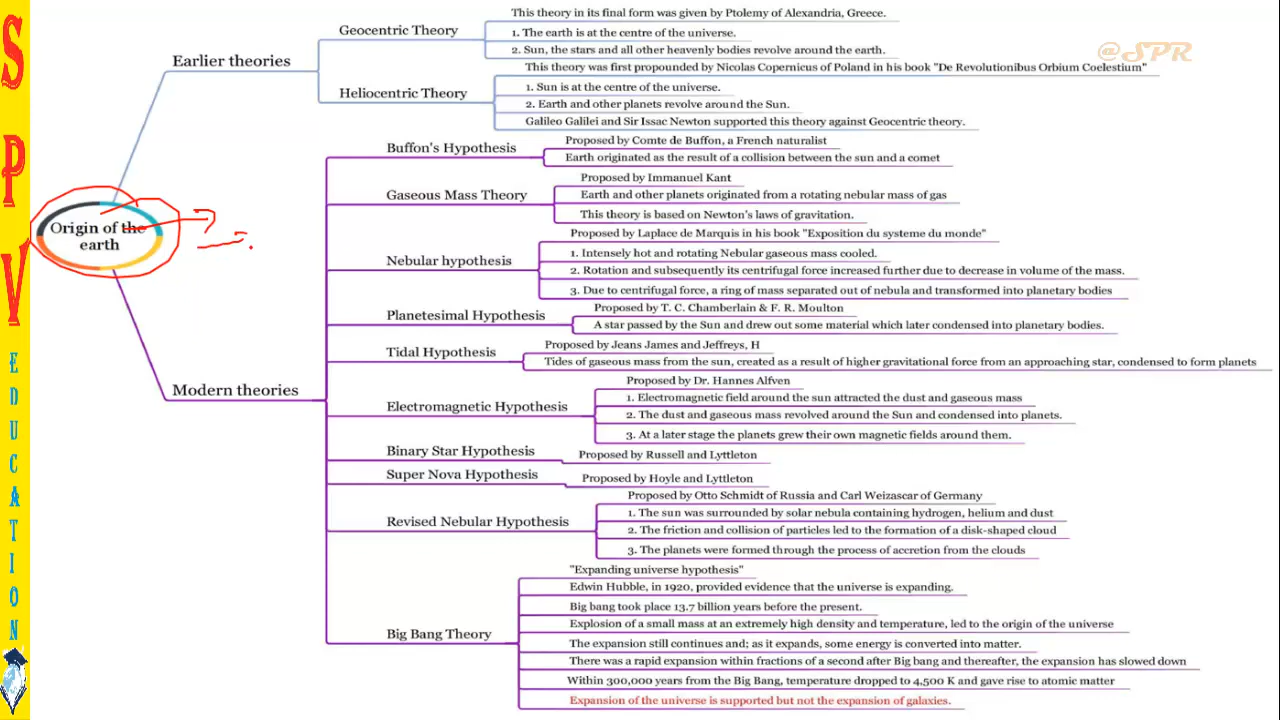 S P V EDUCATION
@SPR
Origin of the
earth
Earlier theories
Geocentric Theory
This theory in its final form was given by Ptolemy of Alexandria, Greece.
1. The earth is at the centre of the universe.
2. Sun, the stars and all other heavenly bodies revolve around the earth.
Heliocentric Theory
This theory was first propounded by Nicolas Copernicus of Poland in his book "De Revolutionibus Orbium Coelestium"
1. Sun is at the centre of the universe.
2. Earth and other planets revolve around the Sun.
Galileo Galilei and Sir Issac Newton supported this theory against Geocentric theory.
Modern theories
Buffon's Hypothesis
Proposed by Comte de Buffon, a French naturalist
Earth originated as the result of a collision between the sun and a comet
Gaseous Mass Theory
Proposed by Immanuel Kant
Earth and other planets originated from a rotating nebular mass of gas
This theory is based on Newton's laws of gravitation.
Nebular hypothesis
Proposed by Laplace de Marquis in his book "Exposition du systeme du monde"
1. Intensely hot and rotating Nebular gaseous mass cooled.
2. Rotation and subsequently its centrifugal force increased further due to decrease in volume of the mass.
3. Due to centrifugal force, a ring of mass separated out of nebula and transformed into planetary bodies
Planetesimal Hypothesis
Proposed by T. C. Chamberlain & F. R. Moulton
A star passed by the Sun and drew out some material which later condensed into planetary bodies.
Tidal Hypothesis
Proposed by Jeans James and Jeffreys, H
Tides of gaseous mass from the sun, created as a result of higher gravitational force from an approaching star, condensed to form planets
Electromagnetic Hypothesis
Proposed by Dr. Hannes Alfven
1. Electromagnetic field around the sun attracted the dust and gaseous mass
2. The dust and gaseous mass revolved around the Sun and condensed into planets.
3. At a later stage the planets grew their own magnetic fields around them.
Binary Star Hypothesis
Proposed by Russell and Lyttleton
Super Nova Hypothesis
Proposed by Hoyle and Lyttleton
Revised Nebular Hypothesis
Proposed by Otto Schmidt of Russia and Carl Weizascar of Germany
1. The sun was surrounded by solar nebula containing hydrogen, helium and dust
2. The friction and collision of particles led to the formation of a disk-shaped cloud
3. The planets were formed through the process of accretion from the clouds
Big Bang Theory
"Expanding universe hypothesis"
Edwin Hubble, in 1920, provided evidence that the universe is expanding.
Big bang took place 13.7 billion years before the present.
Explosion of a small mass at an extremely high density and temperature, led to the origin of the universe
The expansion still continues and; as it expands, some energy is converted into matter.
There was a rapid expansion within fractions of a second after Big bang and thereafter, the expansion has slowed down
Within 300,000 years from the Big Bang, temperature dropped to 4,500 K and gave rise to atomic matter
Expansion of the universe is supported but not the expansion of galaxies.